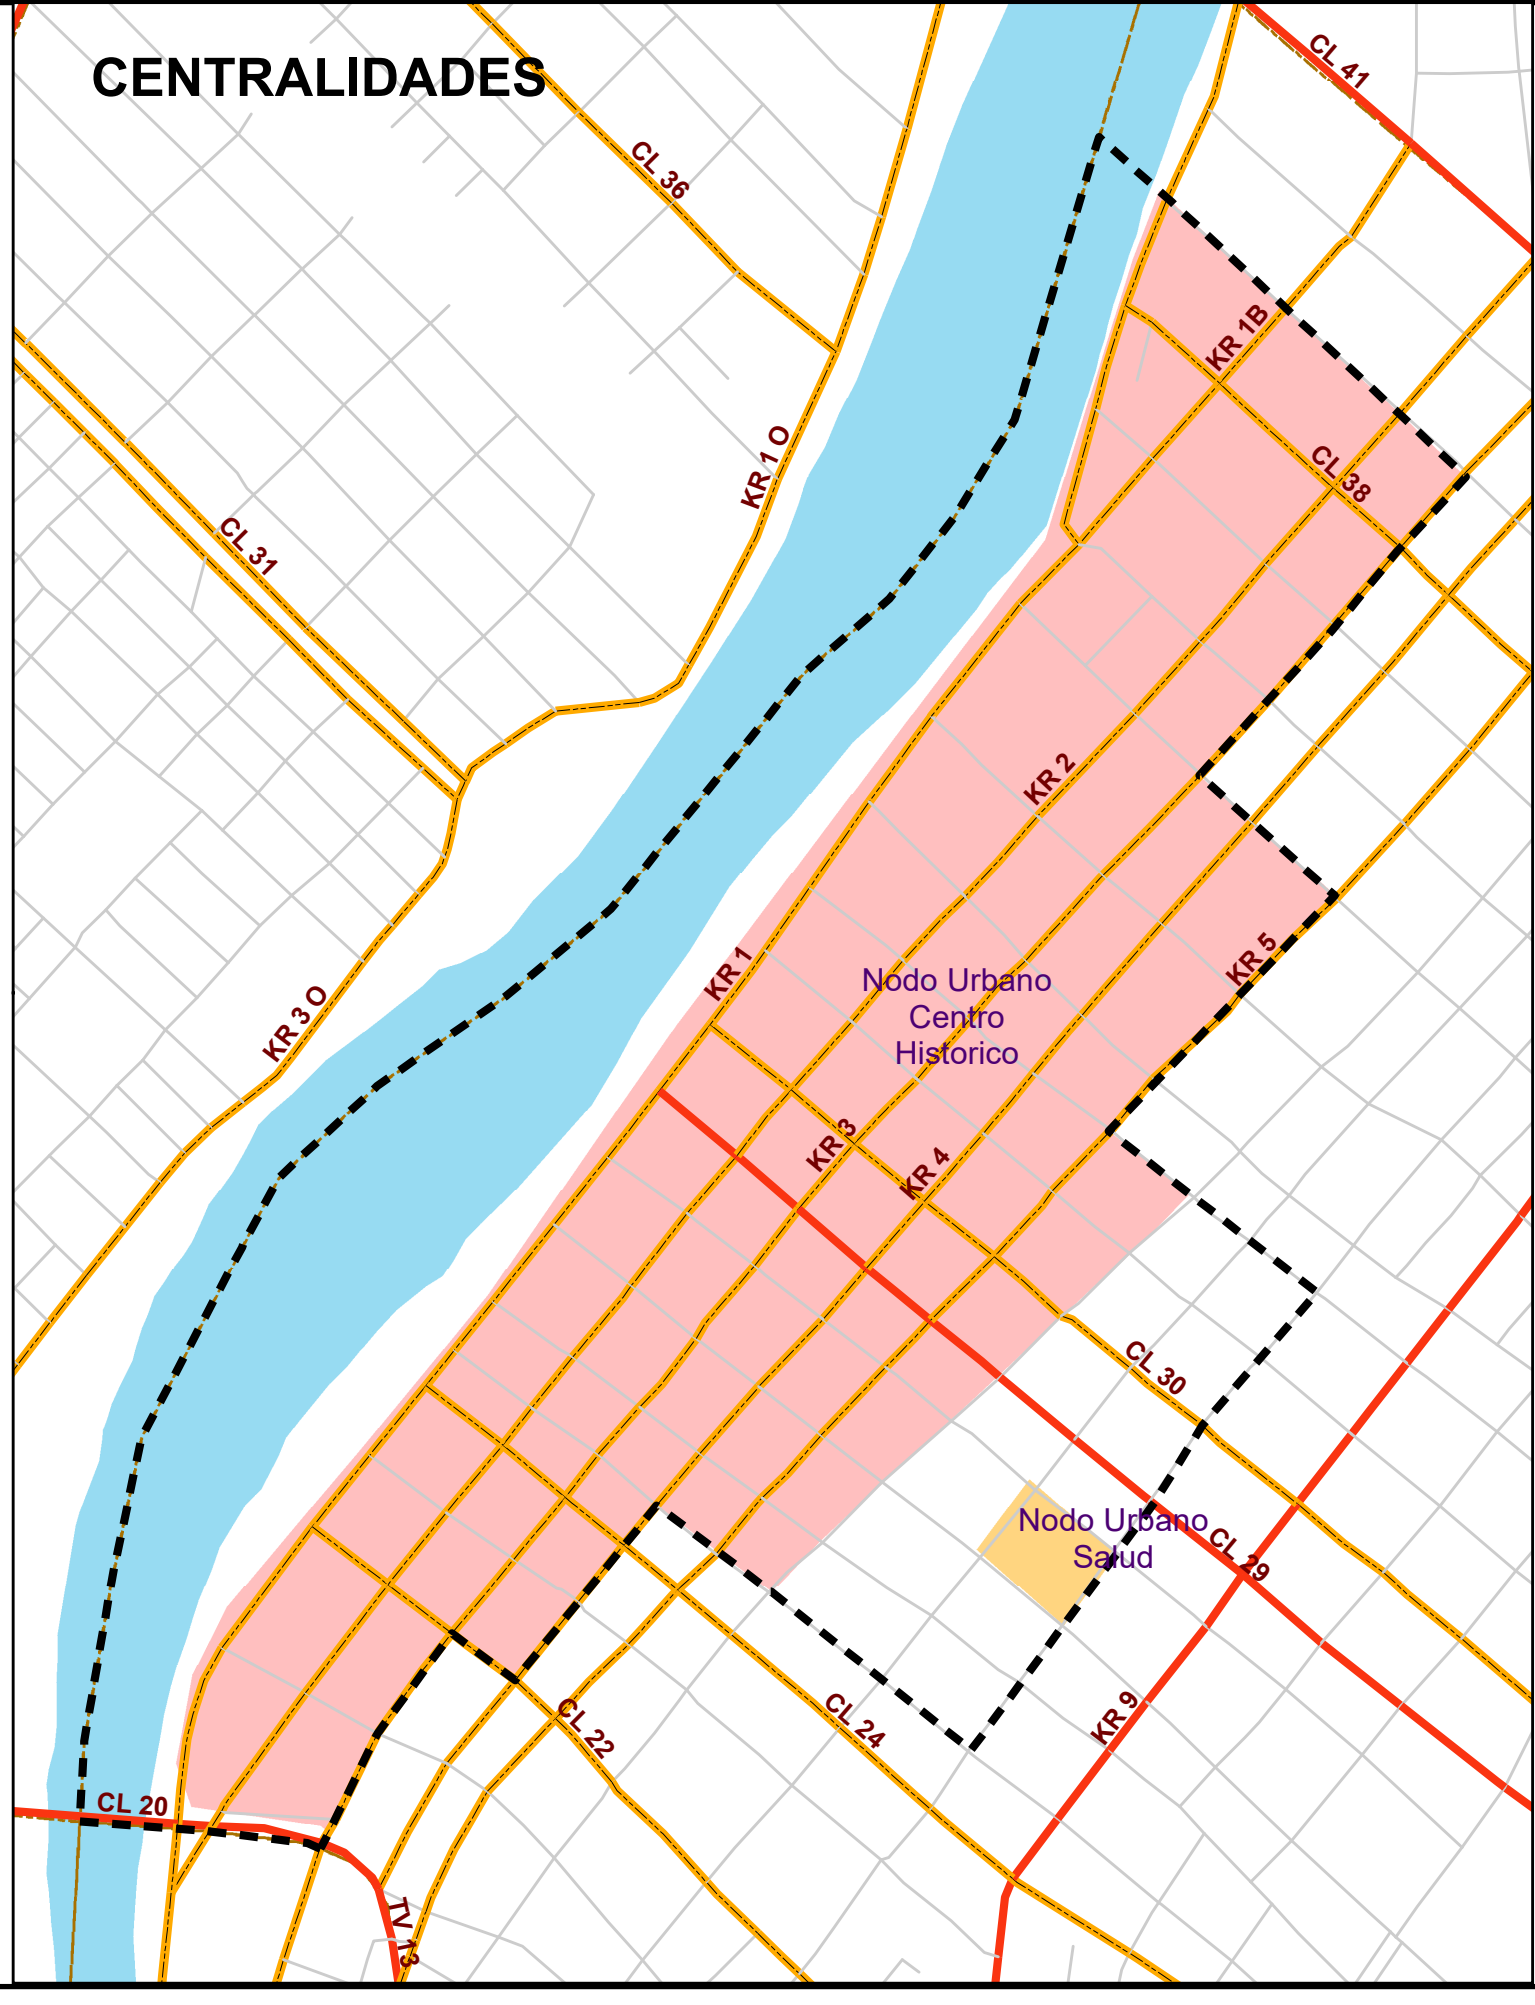 CENTRALIDADES
CL 41
CL 36
KR 1B
KR 1 O
CL 38
CL 31
KR 2
KR 5
KR 1
Nodo Urbano
Centro
Historico
KR 3 O
KR 3
KR 4
CL 30
Nodo Urbano
Salud
CL 29
KR 9
CL 24
CL 22
CL 20
TV 13